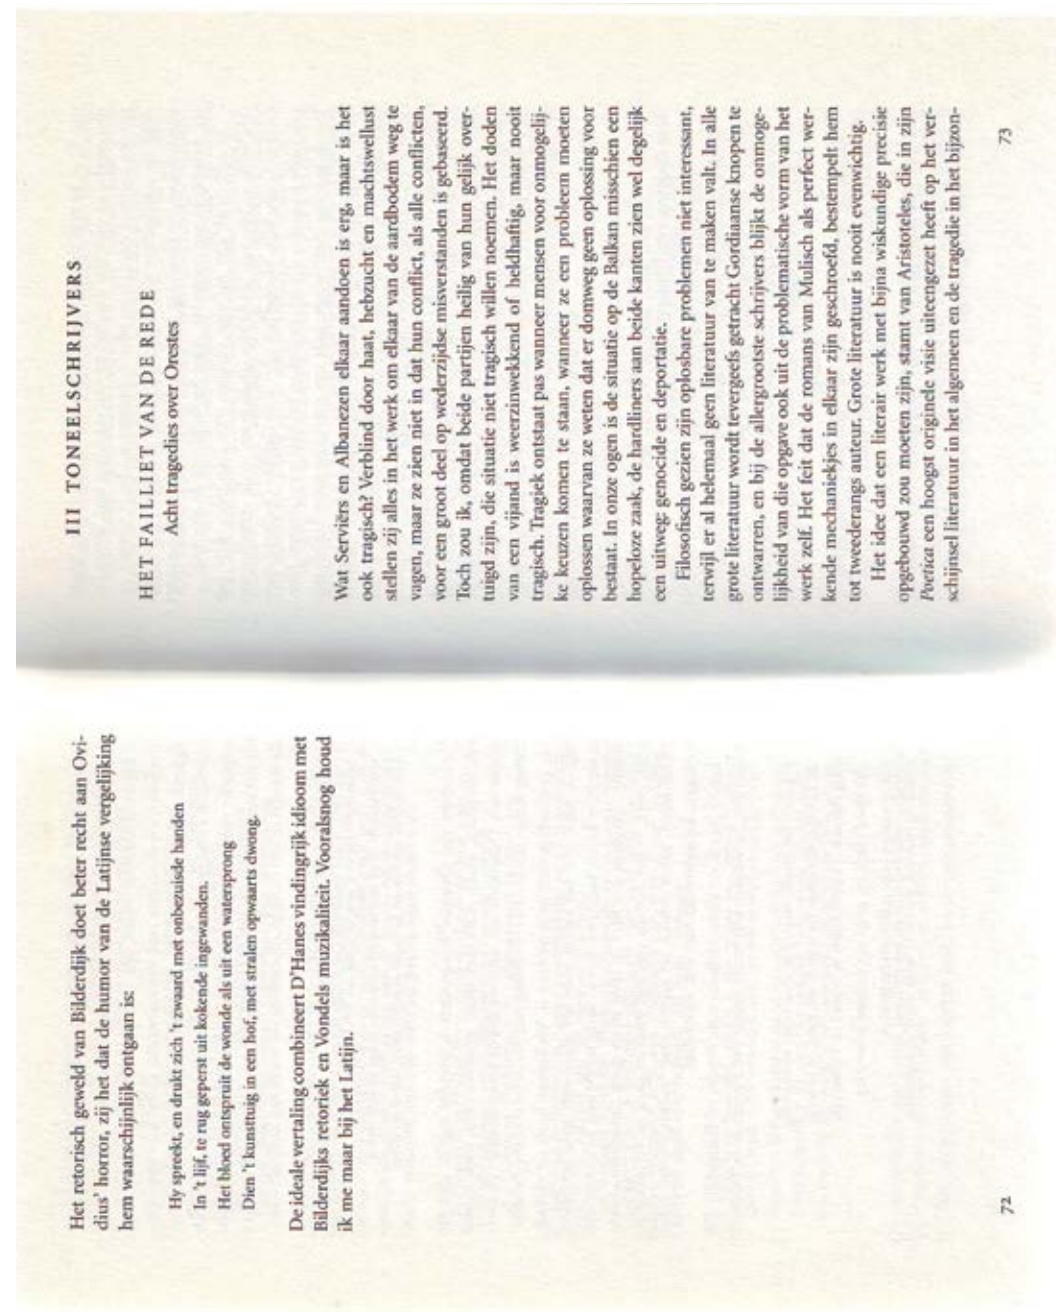 Het retorisch geweld van Bilderdijk doet beter recht aan Ovi-
dius' horror, zij het dat de humor van de Latijnse vergelijking
hem waarschijnlijk ontgaan is:
Hy spreekt, en drukt zich 't zwaard met onbezuisde handen
In 't lijf, te rug geperst uit kokende ingewanden.
Het bloed ontspruit de wonde als uit een watersprong
Dien 't kunsttuig in een hof, met stralen opwaarts dwong.
De ideale vertaling combineert D'Hanes vindingrijk idioom met
Bilderdijks retoriek en Vondels muzikaliteit. Vooralsnog houd
ik me maar bij het Latijn.
72
III TONEELSCHRIJVERS
HET FAILLIET VAN DE REDE
Acht tragedies over Orestes
Wat Serviërs en Albanezen elkaar aandoen is erg, maar is het
ook tragisch? Verblind door haat, hebzucht en machtswellust
stellen zij alles in het werk om elkaar van de aardbodem weg te
vagen, maar ze zien niet in dat hun conflict, als alle conflicten,
voor een groot deel op wederzijdse misverstanden is gebaseerd.
Toch zou ik, omdat beide partijen heilig van hun gelijk over-
tuigd zijn, die situatie niet tragisch willen noemen. Het doden
van een vijand is weerzinwekkend of heldhaftig, maar nooit
tragisch. Tragiek ontstaat pas wanneer mensen voor onmogelij-
ke keuzen komen te staan, wanneer ze een probleem moeten
oplossen waarvan ze weten dat er domweg geen oplossing voor
bestaat. In onze ogen is de situatie op de Balkan misschien een
hopeloze zaak, de hardliners aan beide kanten zien wel degelijk
een uitweg: genocide en deportatie.
Filosofisch gezien zijn oplosbare problemen niet interessant,
terwijl er al helemaal geen literatuur van te maken valt. In alle
grote literatuur wordt tevergeefs getracht Gordiaanse knopen te
ontwarren, en bij de allergrootste schrijvers blijkt de onmoge-
lijkheid van die opgave ook uit de problematische vorm van het
werk zelf. Het feit dat de romans van Mulisch als perfect wer-
kende mechaniekjes in elkaar zijn geschroefd, bestempelt hem
tot tweederangs auteur. Grote literatuur is nooit evenwichtig.
Het idee dat een literair werk met bijna wiskundige precisie
opgebouwd zou moeten zijn, stamt van Aristoteles, die in zijn
Poetica een hoogst originele visie uiteengezet heeft op het ver-
schijnsel literatuur in het algemeen en de tragedie in het bijzon-
73